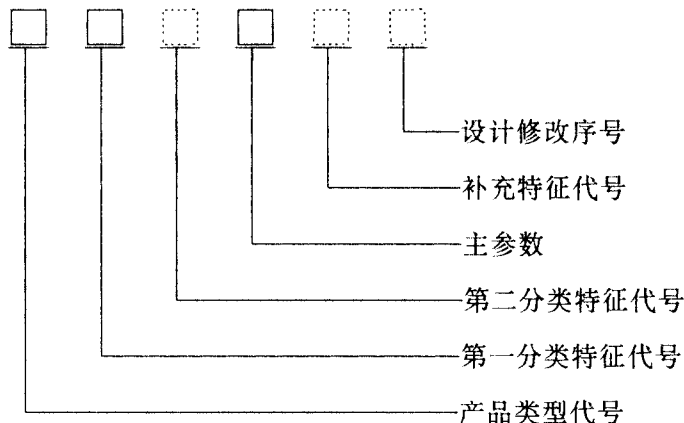 设计修改序号
补充特征代号
主参数
第二分类特征代号
第一分类特征代号
产品类型代号